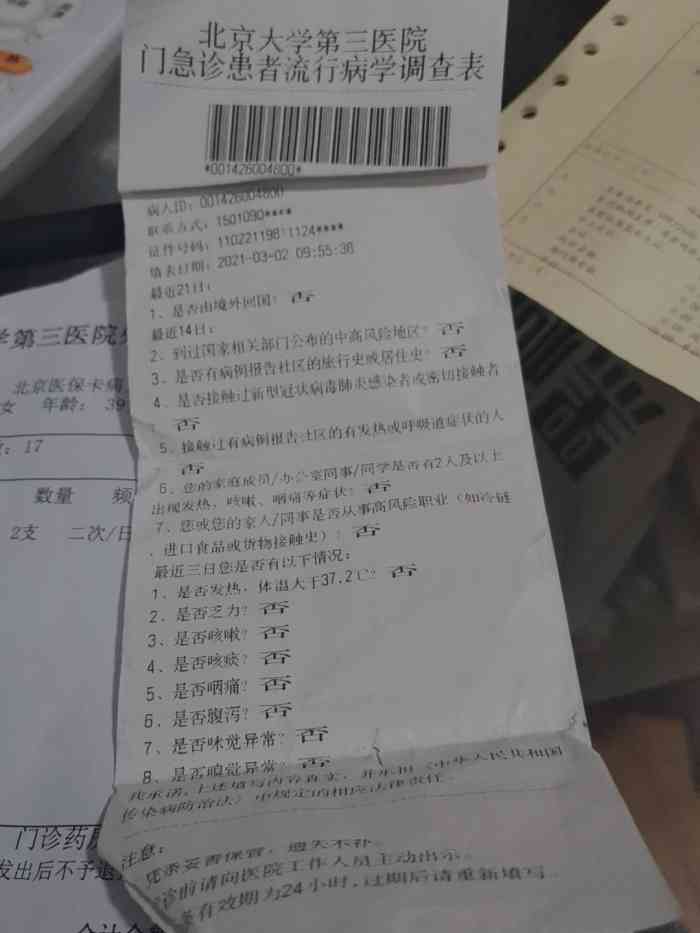 北京大学第三医院
门急诊患者流行病学调查表
*001426004800*
病人ID: 001426004800
联系方式: 1501090****
证件号码: 11022119811124****
填表日期: 2021-03-02 09:55:36
最近21日:
1、是否由境外回国? 否
最近14日:
2、到过国家相关部门公布的中高风险地区? 否
3、是否有病例报告社区的旅行史或居住史? 否
4、是否接触过新型冠状病毒肺炎感染者或密切接触者
否
5、接触过有病例报告社区的有发热或呼吸道症状的人
否
6、您的家庭成员/办公室同事/同学是否有2人及以上
出现发热、咳嗽、咽痛等症状? 否
7、您或您的家人/同事是否从事高风险职业(如冷链
、进口食品或货物接触史)? 否
最近三日您是否有以下情况:
1、是否发热,体温大于37.2℃? 否
2、是否乏力? 否
3、是否咳嗽? 否
4、是否咳痰? 否
5、是否咽痛? 否
6、是否腹泻? 否
7、是否味觉异常? 否
8、是否嗅觉异常? 否
我承诺,上述填写内容真实,并承担《中华人民共和国
传染病防治法》中规定的相应法律责任.
注意:
凭条妥善保管,遗失不补。
诊前请向医院工作人员主动出示。
有效期为24小时,过期后请重新填写.
学第三医院
北京医保卡
女 年龄: 39
: 17
数量 频
2支 二次/日
门诊药房
发出后不予退